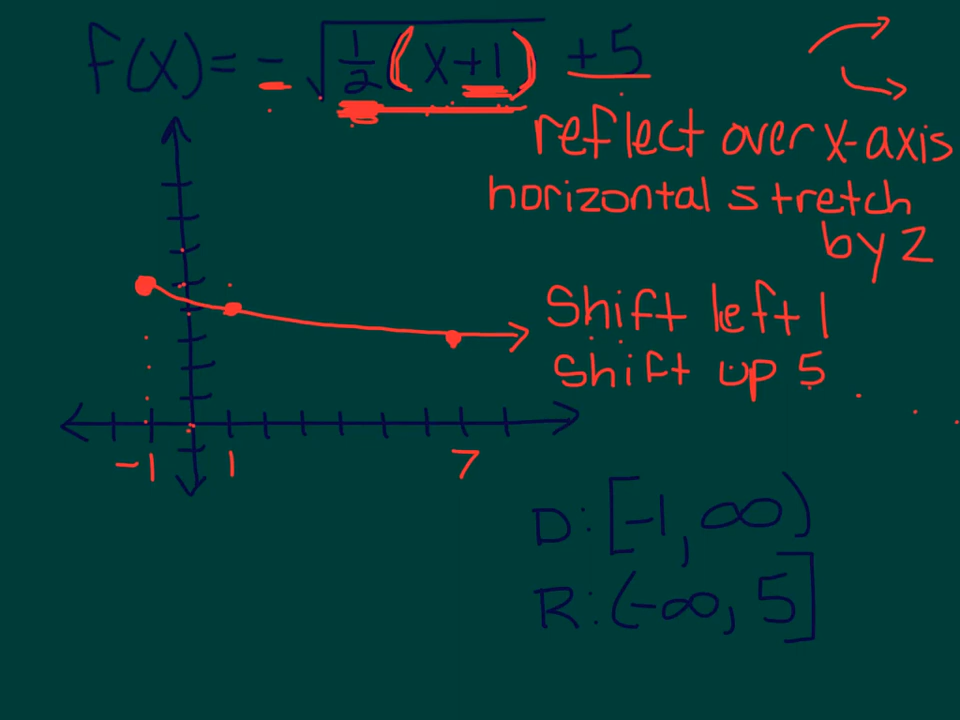 f(x) = -√(1/2(x+1)) + 5
reflect over x-axis
horizontal stretch
by 2
Shift left 1
Shift up 5
-1 1 7
D: [-1, ∞)
R: (-∞, 5]